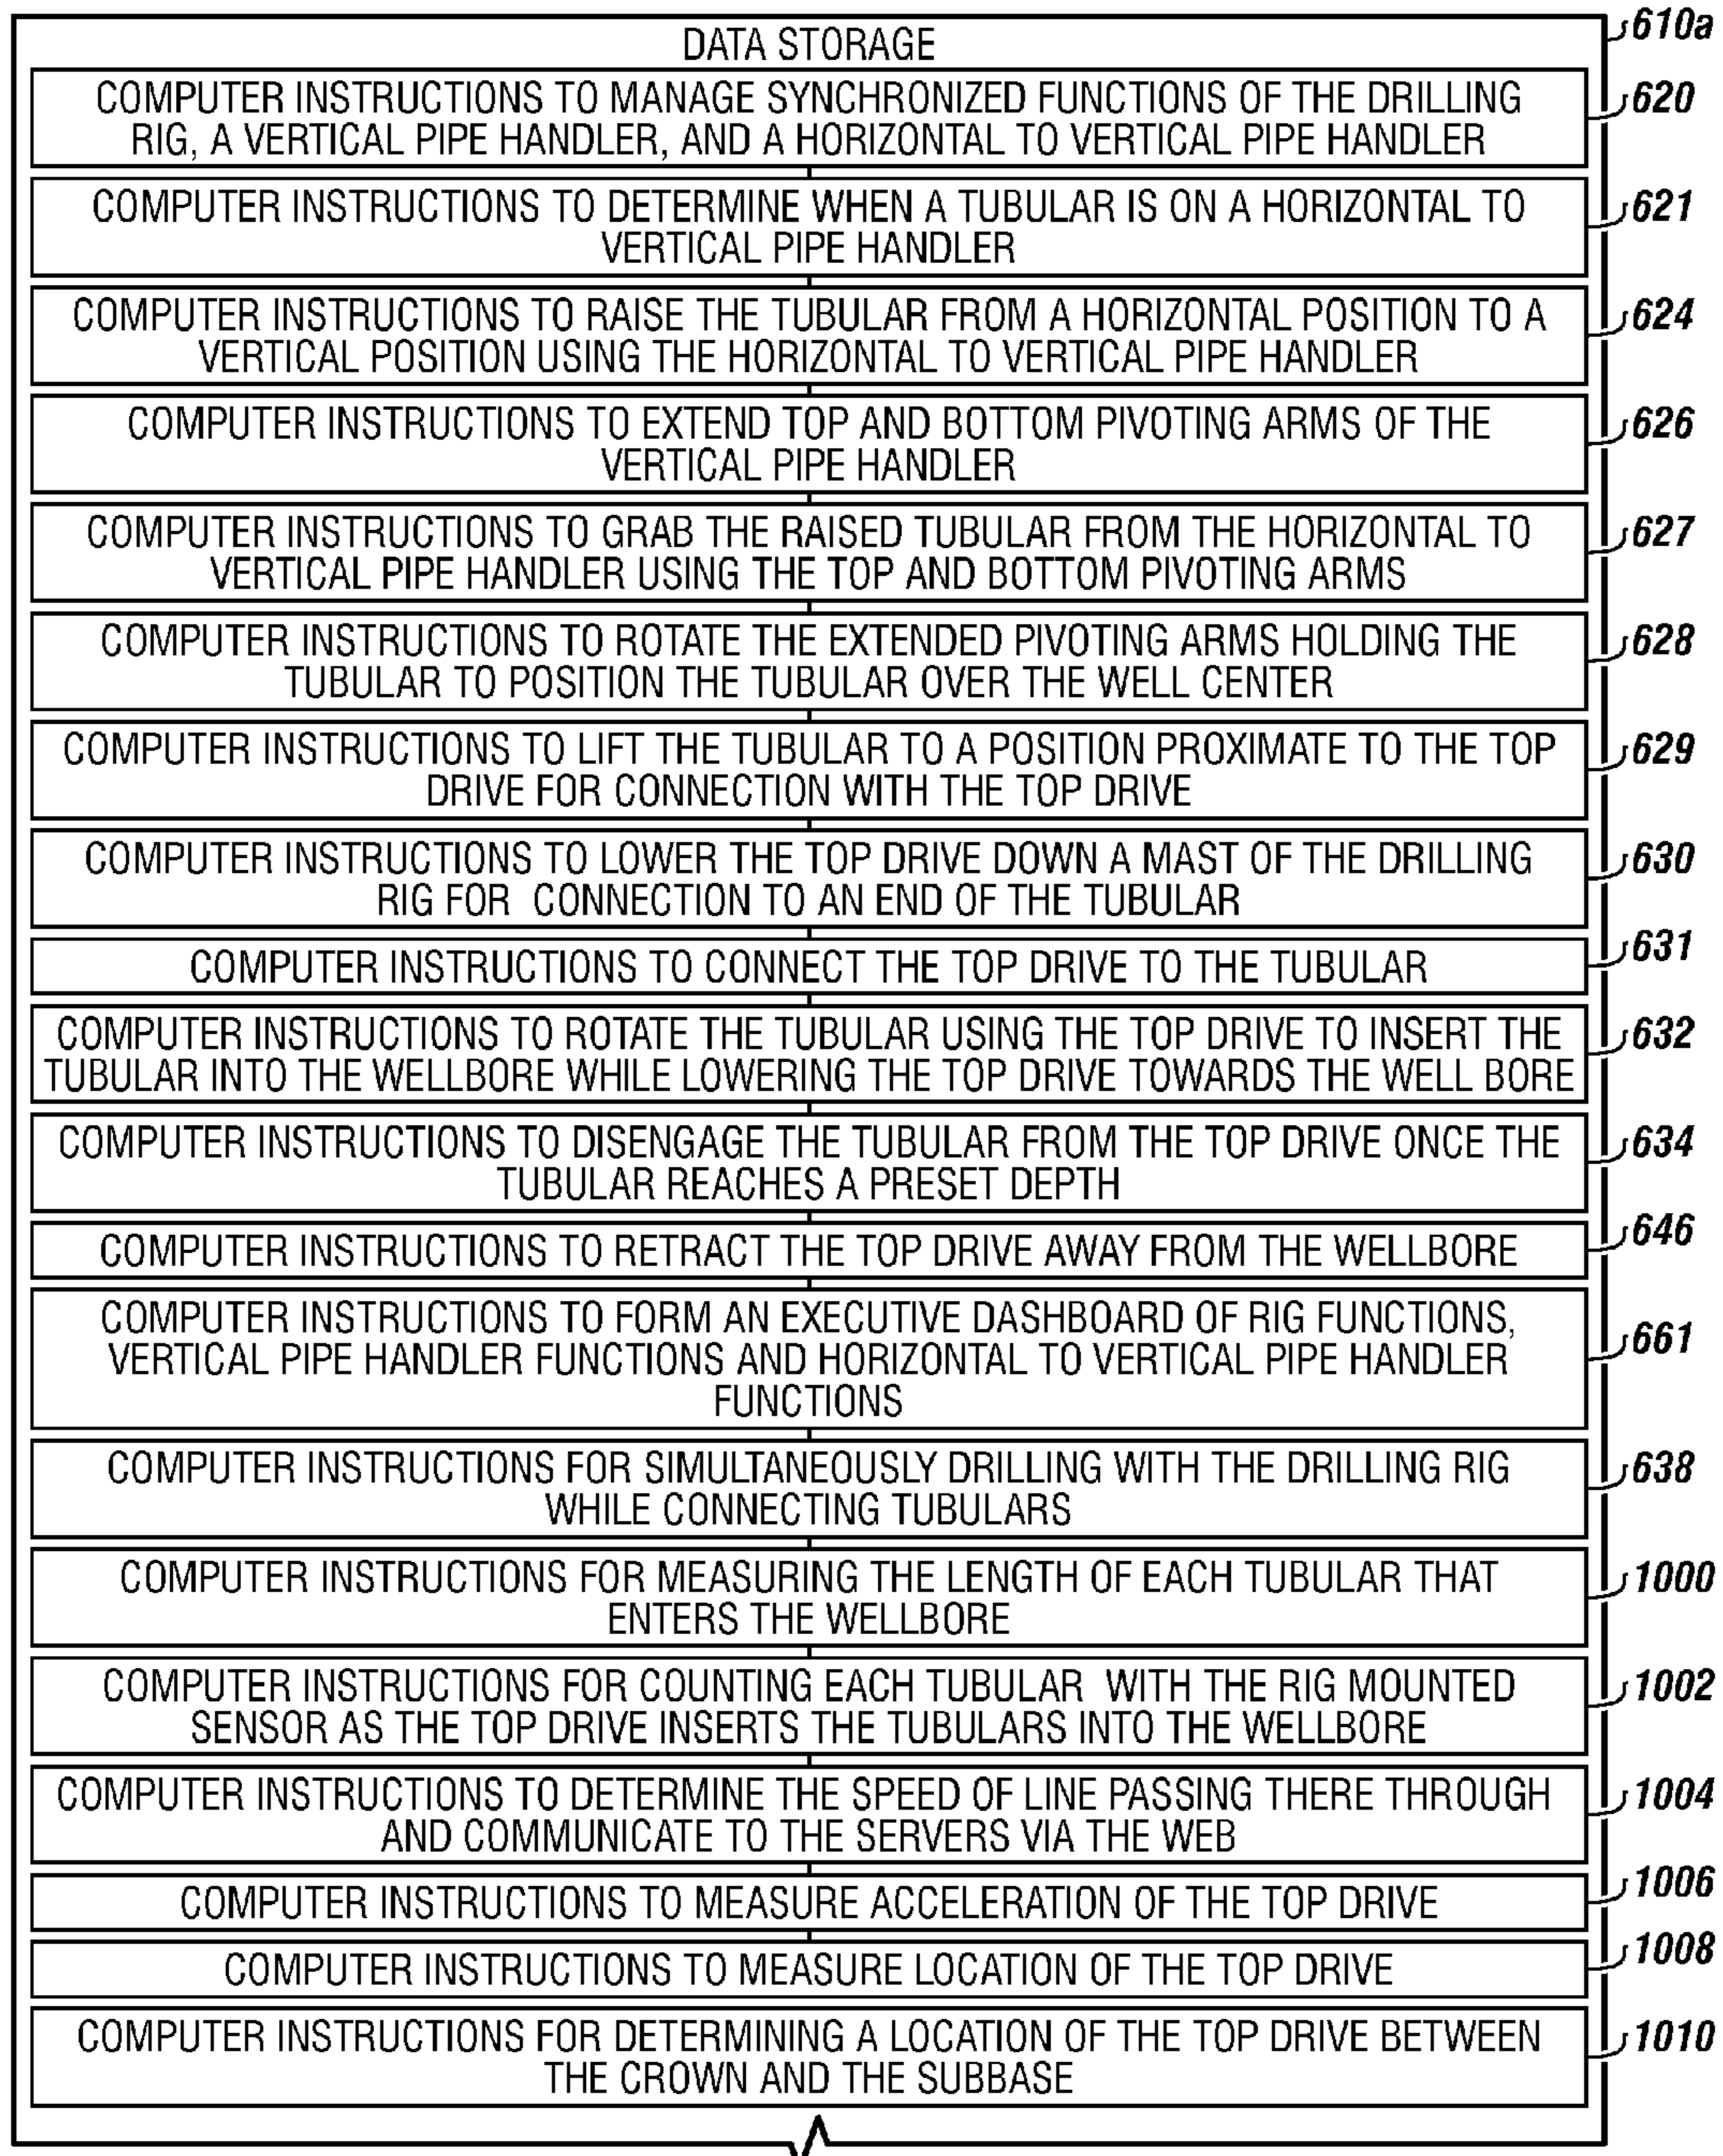 610a
DATA STORAGE
COMPUTER INSTRUCTIONS TO MANAGE SYNCHRONIZED FUNCTIONS OF THE DRILLING
RIG, A VERTICAL PIPE HANDLER, AND A HORIZONTAL TO VERTICAL PIPE HANDLER
620
COMPUTER INSTRUCTIONS TO DETERMINE WHEN A TUBULAR IS ON A HORIZONTAL TO
VERTICAL PIPE HANDLER
621
COMPUTER INSTRUCTIONS TO RAISE THE TUBULAR FROM A HORIZONTAL POSITION TO A
VERTICAL POSITION USING THE HORIZONTAL TO VERTICAL PIPE HANDLER
624
COMPUTER INSTRUCTIONS TO EXTEND TOP AND BOTTOM PIVOTING ARMS OF THE
VERTICAL PIPE HANDLER
626
COMPUTER INSTRUCTIONS TO GRAB THE RAISED TUBULAR FROM THE HORIZONTAL TO
VERTICAL PIPE HANDLER USING THE TOP AND BOTTOM PIVOTING ARMS
627
COMPUTER INSTRUCTIONS TO ROTATE THE EXTENDED PIVOTING ARMS HOLDING THE
TUBULAR TO POSITION THE TUBULAR OVER THE WELL CENTER
628
COMPUTER INSTRUCTIONS TO LIFT THE TUBULAR TO A POSITION PROXIMATE TO THE TOP
DRIVE FOR CONNECTION WITH THE TOP DRIVE
629
COMPUTER INSTRUCTIONS TO LOWER THE TOP DRIVE DOWN A MAST OF THE DRILLING
RIG FOR CONNECTION TO AN END OF THE TUBULAR
630
COMPUTER INSTRUCTIONS TO CONNECT THE TOP DRIVE TO THE TUBULAR
631
COMPUTER INSTRUCTIONS TO ROTATE THE TUBULAR USING THE TOP DRIVE TO INSERT THE
TUBULAR INTO THE WELLBORE WHILE LOWERING THE TOP DRIVE TOWARDS THE WELL BORE
632
COMPUTER INSTRUCTIONS TO DISENGAGE THE TUBULAR FROM THE TOP DRIVE ONCE THE
TUBULAR REACHES A PRESET DEPTH
634
COMPUTER INSTRUCTIONS TO RETRACT THE TOP DRIVE AWAY FROM THE WELLBORE
646
COMPUTER INSTRUCTIONS TO FORM AN EXECUTIVE DASHBOARD OF RIG FUNCTIONS,
VERTICAL PIPE HANDLER FUNCTIONS AND HORIZONTAL TO VERTICAL PIPE HANDLER
FUNCTIONS
661
COMPUTER INSTRUCTIONS FOR SIMULTANEOUSLY DRILLING WITH THE DRILLING RIG
WHILE CONNECTING TUBULARS
638
COMPUTER INSTRUCTIONS FOR MEASURING THE LENGTH OF EACH TUBULAR THAT
ENTERS THE WELLBORE
1000
COMPUTER INSTRUCTIONS FOR COUNTING EACH TUBULAR WITH THE RIG MOUNTED
SENSOR AS THE TOP DRIVE INSERTS THE TUBULARS INTO THE WELLBORE
1002
COMPUTER INSTRUCTIONS TO DETERMINE THE SPEED OF LINE PASSING THERE THROUGH
AND COMMUNICATE TO THE SERVERS VIA THE WEB
1004
COMPUTER INSTRUCTIONS TO MEASURE ACCELERATION OF THE TOP DRIVE
1006
COMPUTER INSTRUCTIONS TO MEASURE LOCATION OF THE TOP DRIVE
1008
COMPUTER INSTRUCTIONS FOR DETERMINING A LOCATION OF THE TOP DRIVE BETWEEN
THE CROWN AND THE SUBBASE
1010